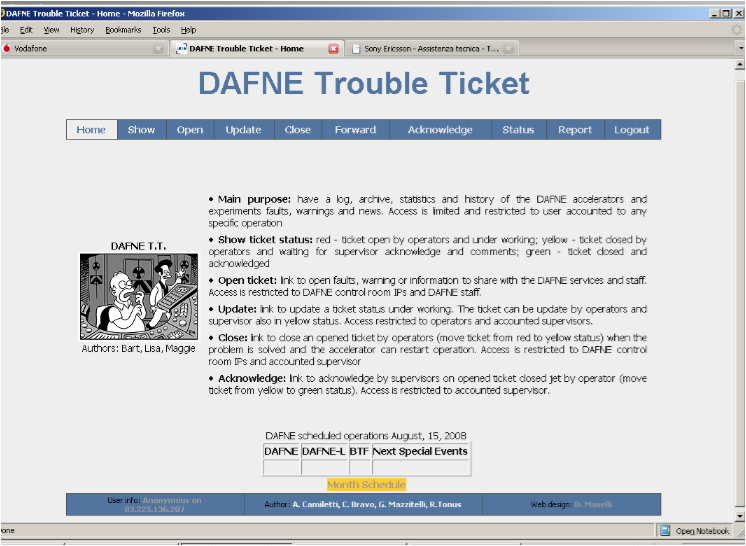 DAFNE Trouble Ticket - Home - Mozilla Firefox
Edit View History Bookmarks Tools Help
Vodafone DAFNE Trouble Ticket - Home Sony Ericsson - Assistenza tecnica - T...
DAFNE Trouble Ticket
Home Show Open Update Close Forward Acknowledge Status Report Logout
• Main purpose: have a log, archive, statistics and history of the DAFNE accelerators and
experiments faults, warnings and news. Access is limited and restricted to user accounted to any
specific operation
• Show ticket status: red - ticket open by operators and under working; yellow - ticket closed by
operators and waiting for supervisor acknowledge and comments; green - ticket closed and
acknowledged
• Open ticket: link to open faults, warning or information to share with the DAFNE services and staff.
Access is restricted to DAFNE control room IPs and DAFNE staff.
• Update: link to update a ticket status under working. The ticket can be update by operators and
supervisor also in yellow status. Access restricted to operators and accounted supervisors.
• Close: link to close an opened ticket by operators (move ticket from red to yellow status) when the
problem is solved and the accelerator can restart operation. Access is restricted to DAFNE control
room IPs and accounted supervisor
• Acknowledge: link to acknowledge by supervisors on opened ticket closed jet by operator (move
ticket from yellow to green status). Access is restricted to accounted supervisor.
DAFNE T.T.
Authors: Bart, Lisa, Maggie
DAFNE scheduled operations August, 15, 2008
DAFNE DAFNE-L BTF Next Special Events
Month Schedule
User info: Anonymous on
83.225.136.207
Author: A. Camiletti, C. Bravo, G. Mazzitelli, R.Tonus
Web design: D. Maselli
Open Notebook